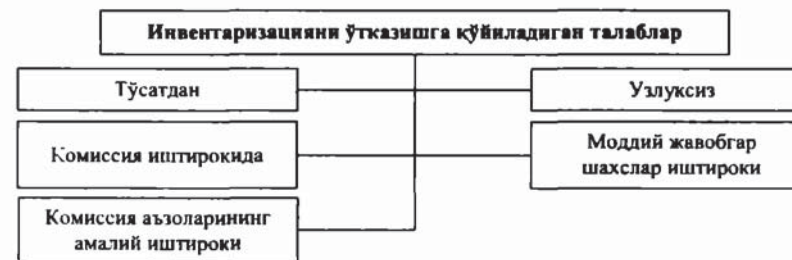 Инвентаризацияни ўтказишга қўйиладиган талаблар
Тўсатдан
Узлуксиз
Комиссия иштирокида
Моддий жавобгар
шахслар иштироки
Комиссия аъзоларининг
амалий иштироки